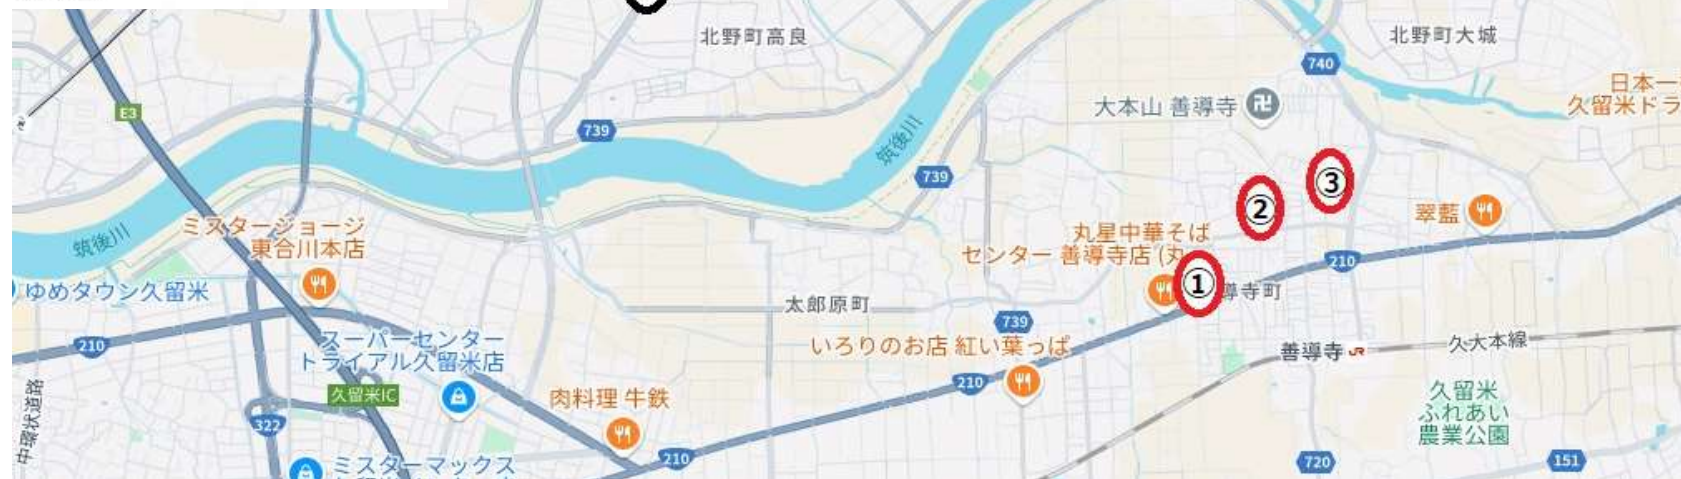 北野町高良
北野町大城
740
E3
日本一
久留米ドラ
大本山 善導寺
739
筑後川
739
③
②
翠藍
ミスタージョージ
東合川本店
筑後川
丸星中華そば
センター 善導寺店 (丸
210
①
導寺町
ゆめタウン久留米
太郎原町
739
210
スーパーセンター
トライアル久留米店
いろりのお店 紅い葉っぱ
善導寺
JR
久大本線
久留米IC
210
肉料理 牛鉄
久留米
ふれあい
農業公園
中環状道路
322
210
ミスターマックス
720
151